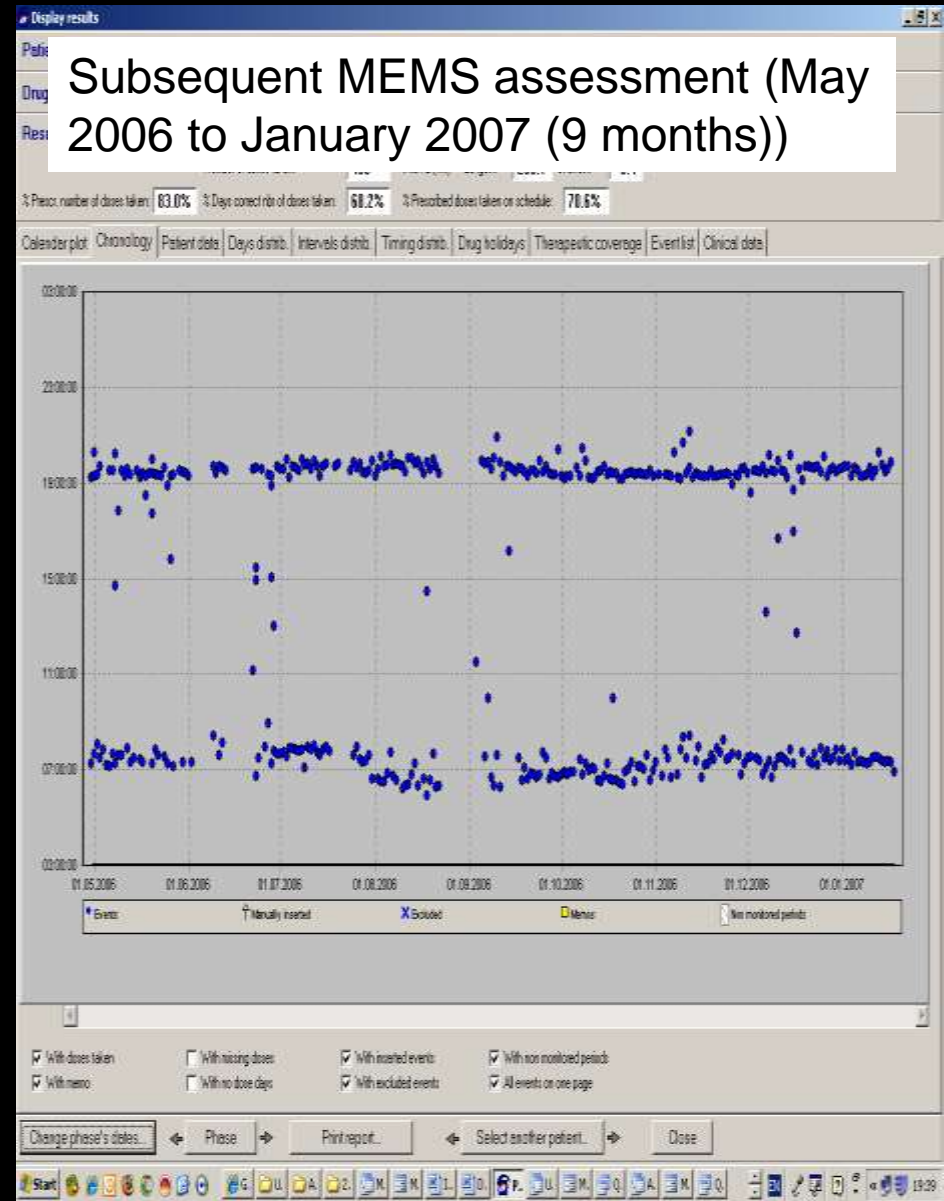 Display results
Subsequent MEMS assessment (May
2006 to January 2007 (9 months))
% Prescr. number of doses taken: 83.0% % Days correct nbr of doses taken: 68.2% % Prescribed doses taken on schedule: 78.6%
Calender plot Chronology Patient data Days distrib. Intervals distrib. Timing distrib. Drug holidays Therapeutic coverage Event list Clinical data
03:00:00
23:00:00
19:00:00
15:00:00
11:00:00
07:00:00
03:00:00
01.05.2006 01.06.2006 01.07.2006 01.08.2006 01.09.2006 01.10.2006 01.11.2006 01.12.2006 01.01.2007
Events Manually inserted Excluded Memos Non monitored periods
With doses taken With missing doses With inserted events With non monitored periods
With memo With no dose days With excluded events All events on one page
Change phase's dates... Phase Print report... Select another patient... Close
Start 19:39